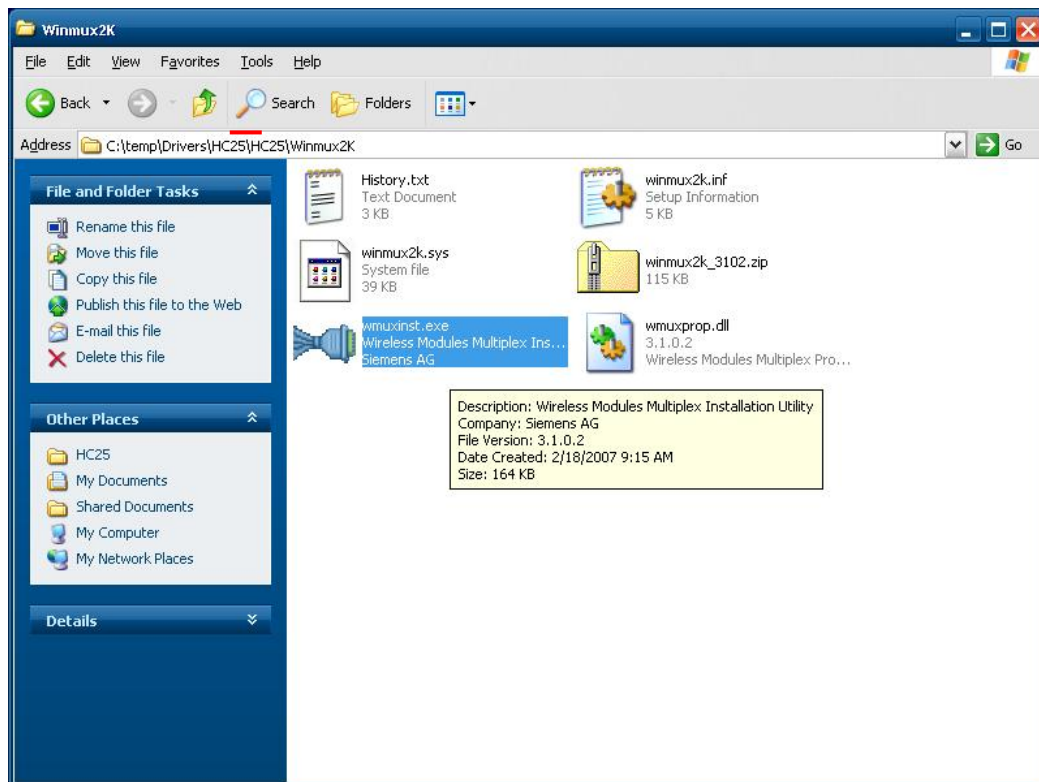 Winmux2K
File Edit View Favorites Tools Help
Back Search Folders
Address C:\temp\Drivers\HC25\HC25\Winmux2K Go
File and Folder Tasks
Rename this file
Move this file
Copy this file
Publish this file to the Web
E-mail this file
Delete this file
Other Places
HC25
My Documents
Shared Documents
My Computer
My Network Places
Details
History.txt
Text Document
3 KB
winmux2k.inf
Setup Information
5 KB
winmux2k.sys
System file
39 KB
winmux2k_3102.zip
115 KB
wmuxinst.exe
Wireless Modules Multiplex Ins...
Siemens AG
wmuxprop.dll
3.1.0.2
Wireless Modules Multiplex Pro...
Description: Wireless Modules Multiplex Installation Utility
Company: Siemens AG
File Version: 3.1.0.2
Date Created: 2/18/2007 9:15 AM
Size: 164 KB